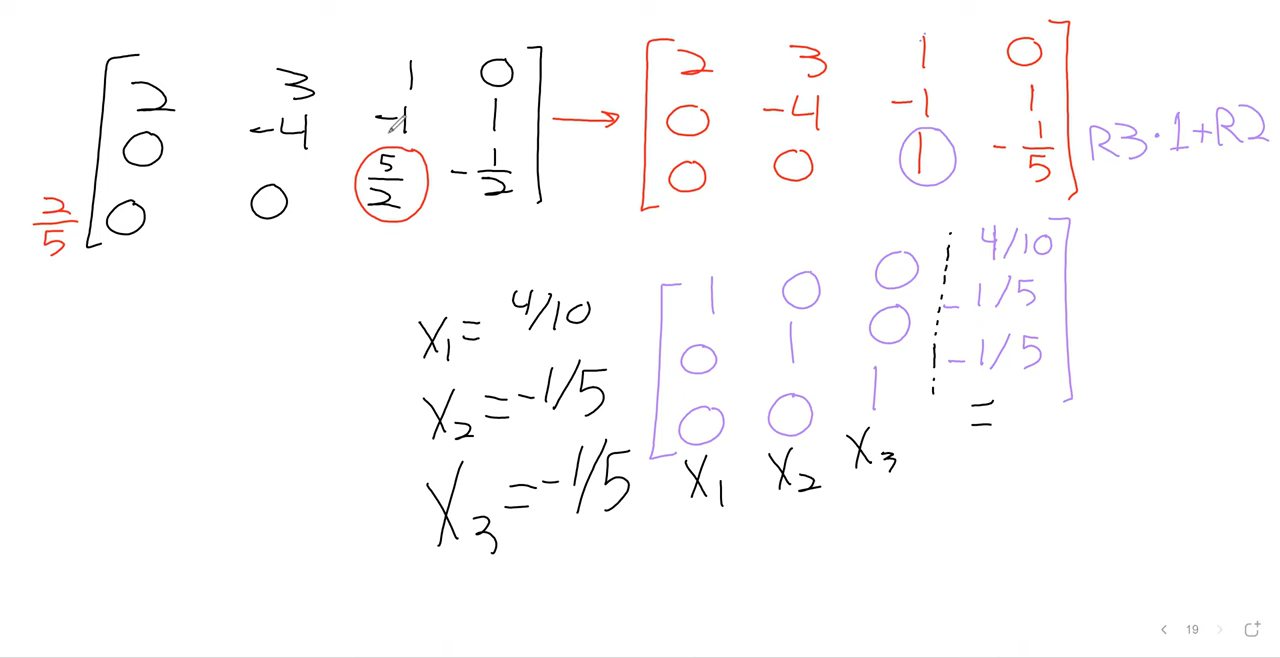 2 3 1 0
0 -4 -1 1
2/5 0 0 5/2 -1/2
→
2 3 1 0
0 -4 -1 1
0 0 1 -1/5
R3·1+R2
x₁ = 4/10
x₂ = -1/5
x₃ = -1/5
1 0 0 4/10
0 1 0 -1/5
0 0 1 -1/5
x₁ x₂ x₃ =
19